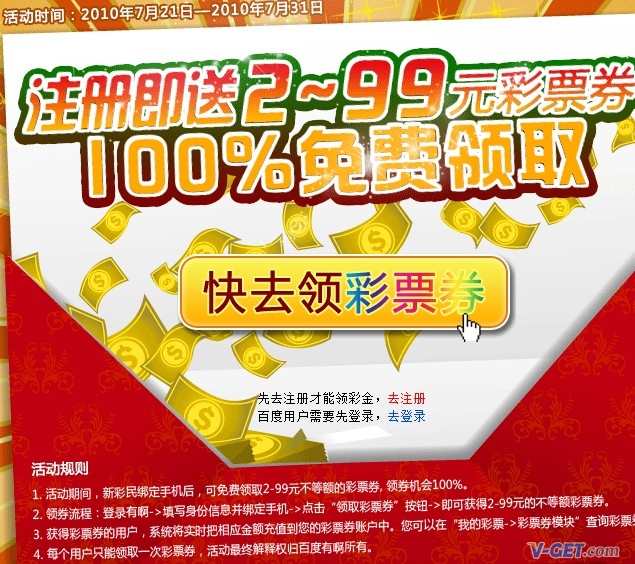 活动时间：2010年7月21日—2010年7月31日
注册即送2~99元彩票券
100%免费领取
快去领彩票券
先去注册才能领彩金，去注册
百度用户需要先登录，去登录
活动规则
1. 活动期间，新彩民绑定手机后，可免费领取2-99元不等额的彩票券, 领券机会100%。
2. 领券流程：登录有啊->填写身份信息并绑定手机->点击“领取彩票券”按钮->即可获得2-99元的不等额彩票券。
3. 获得彩票券的用户，系统将实时把相应金额充值到您的彩票券账户中。您可以在“我的彩票->彩票券模块”查询彩票
4. 每个用户只能领取一次彩票券，活动最终解释权归百度有啊所有。
V-GET.com